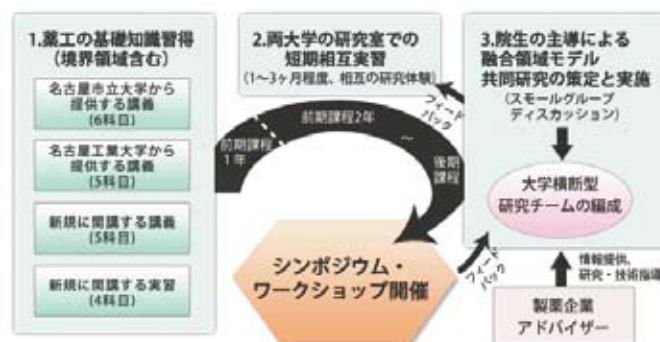 1.薬工の基礎知識習得
(境界領域含む)
名古屋市立大学から
提供する講義
(6科目)
名古屋工業大学から
提供する講義
(5科目)
新規に開講する講義
(5科目)
新規に開講する実習
(4科目)
2.両大学の研究室での
短期相互実習
(1〜3ヶ月程度、相互の研究体験)
前期課程
1年
前期課程2年
〜
後期
課程
シンポジウム・
ワークショップ開催
フィード
バック
フィード
バック
3.院生の主導による
融合領域モデル
共同研究の策定と実施
(スモールグループ
ディスカッション)
大学横断型
研究チームの編成
情報提供、
研究・技術指導
製薬企業
アドバイザー